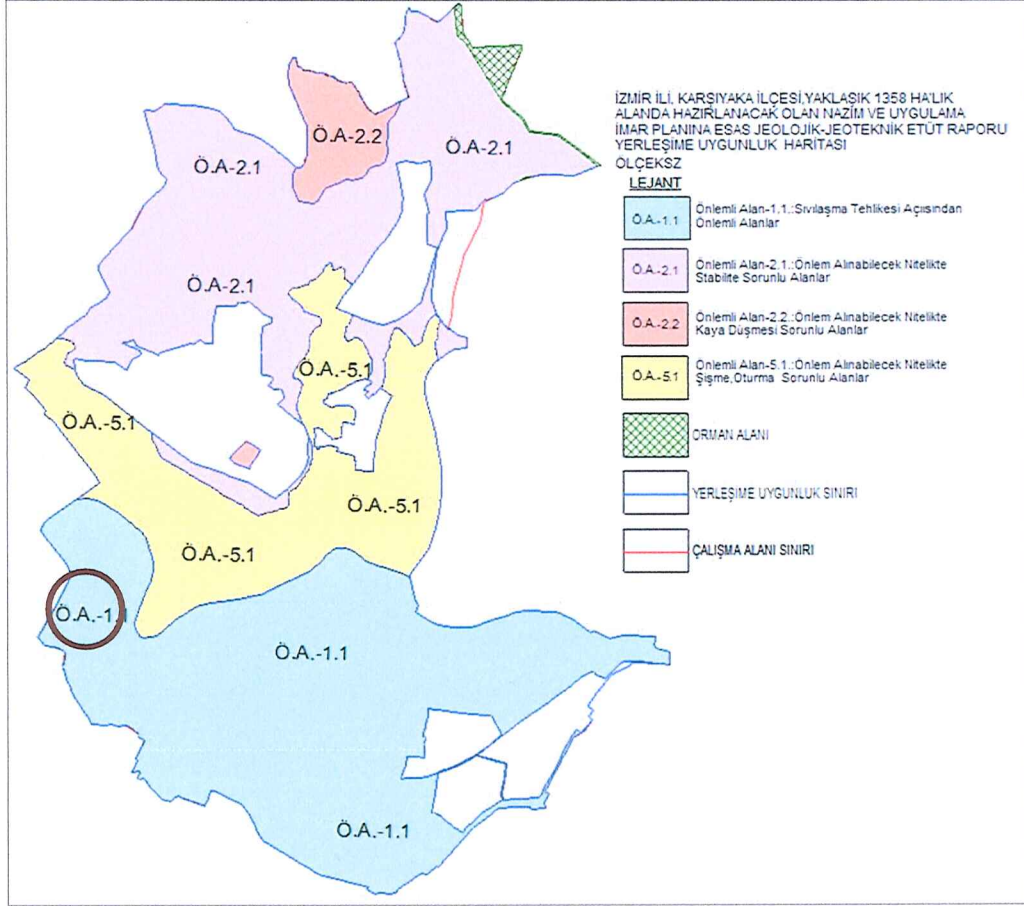 İZMİR İLİ, KARŞIYAKA İLÇESİ,YAKLAŞIK 1358 HA'LIK
ALANDA HAZIRLANACAK OLAN NAZIM VE UYGULAMA
İMAR PLANINA ESAS JEOLOJİK-JEOTEKNİK ETÜT RAPORU
YERLEŞİME UYGUNLUK HARİTASI
ÖLÇEKSZ
LEJANT
Ö.A-1.1
Önlemli Alan-1.1.:Sıvılaşma Tehlikesi Açısından
Önlemli Alanlar
Ö.A-2.1
Önlemli Alan-2.1.:Önlem Alınabilecek Nitelikte
Stabilite Sorunlu Alanlar
Ö.A-2.2
Önlemli Alan-2.2.:Önlem Alınabilecek Nitelikte
Kaya Düşmesi Sorunlu Alanlar
Ö.A-5.1
Önlemli Alan-5.1.:Önlem Alınabilecek Nitelikte
Şişme,Oturma Sorunlu Alanlar
ORMAN ALANI
YERLEŞİME UYGUNLUK SINIRI
ÇALIŞMA ALANI SINIRI
Ö.A-2.2
Ö.A-2.1
Ö.A-2.1
Ö.A-2.1
Ö.A.-5.1
Ö.A.-5.1
Ö.A.-5.1
Ö.A.-5.1
Ö.A.-1.1
Ö.A.-1.1
Ö.A.-1.1